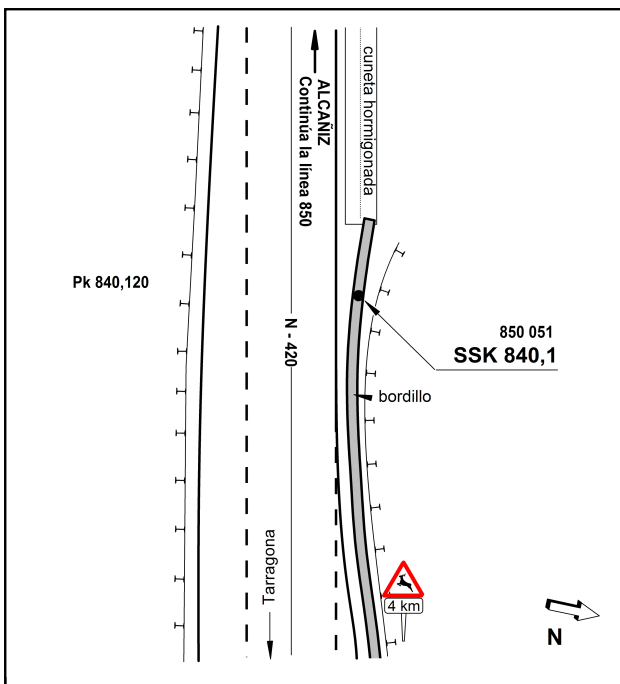 cuneta hormigonada
ALCAÑIZ
Continúa la línea 850
Pk 840,120
N - 420
850 051
SSK 840,1
bordillo
Tarragona
4 km
N